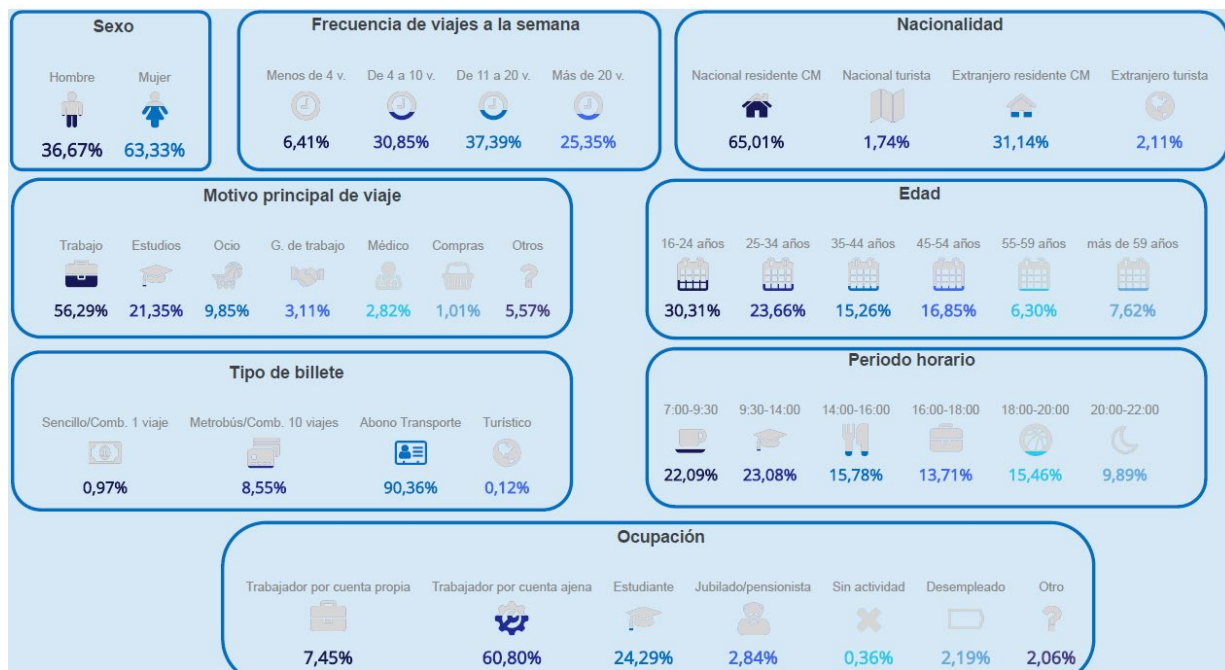 Sexo
Hombre Mujer
36,67% 63,33%
Frecuencia de viajes a la semana
Menos de 4 v. De 4 a 10 v. De 11 a 20 v. Más de 20 v.
6,41% 30,85% 37,39% 25,35%
Nacionalidad
Nacional residente CM Nacional turista Extranjero residente CM Extranjero turista
65,01% 1,74% 31,14% 2,11%
Motivo principal de viaje
Trabajo Estudios Ocio G. de trabajo Médico Compras Otros
56,29% 21,35% 9,85% 3,11% 2,82% 1,01% 5,57%
Edad
16-24 años 25-34 años 35-44 años 45-54 años 55-59 años más de 59 años
30,31% 23,66% 15,26% 16,85% 6,30% 7,62%
Tipo de billete
Sencillo/Comb. 1 viaje Metrobús/Comb. 10 viajes Abono Transporte Turístico
0,97% 8,55% 90,36% 0,12%
Periodo horario
7:00-9:30 9:30-14:00 14:00-16:00 16:00-18:00 18:00-20:00 20:00-22:00
22,09% 23,08% 15,78% 13,71% 15,46% 9,89%
Ocupación
Trabajador por cuenta propia Trabajador por cuenta ajena Estudiante Jubilado/pensionista Sin actividad Desempleado Otro
7,45% 60,80% 24,29% 2,84% 0,36% 2,19% 2,06%